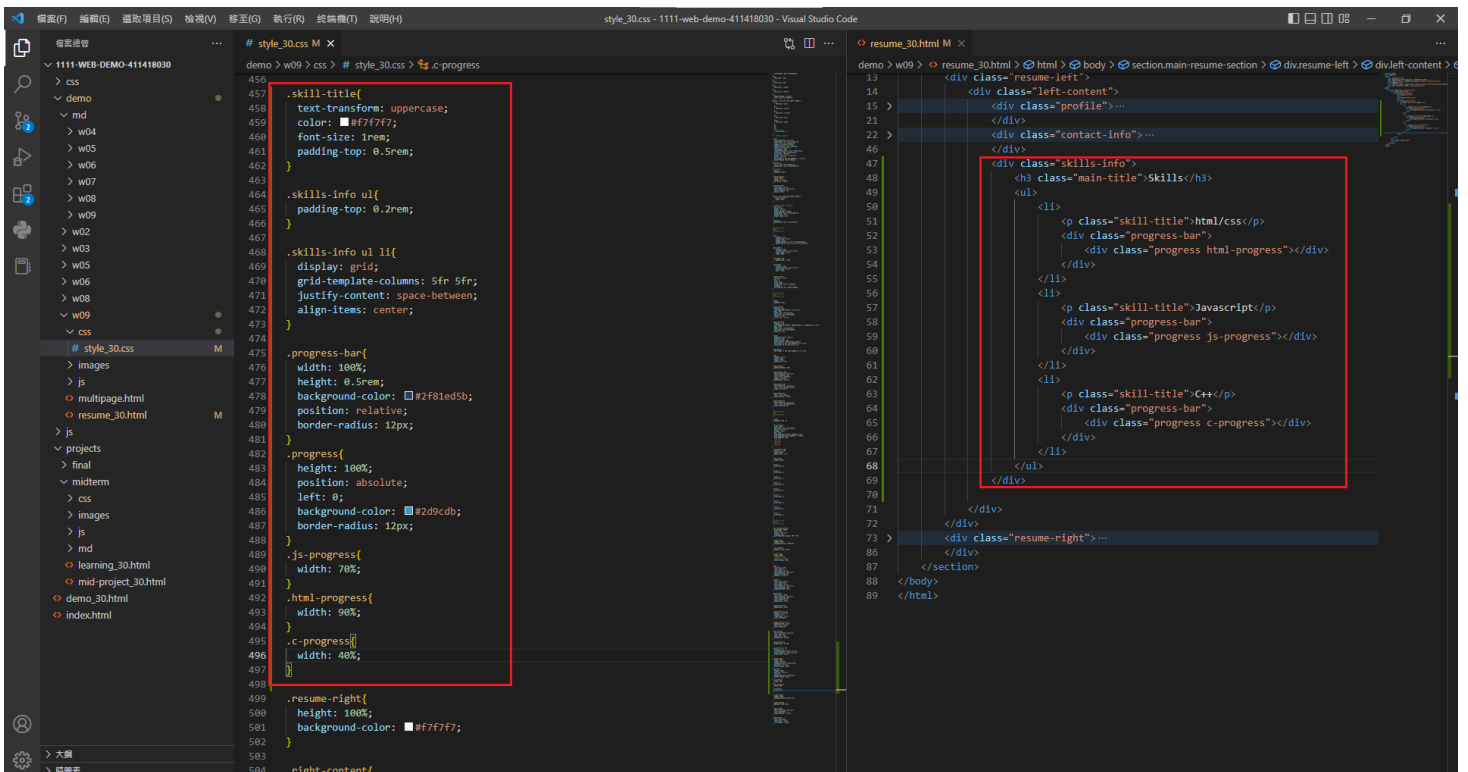 檔案(F) 編輯(E) 選取項目(S) 檢視(V) 移至(G) 執行(R) 終端機(T) 說明(H)
style_30.css - 1111-web-demo-411418030 - Visual Studio Code
檔案總管
1111-WEB-DEMO-411418030
> css
demo
md
> w04
> w05
> w06
> w07
> w08
> w09
> w02
> w03
> w05
> w06
> w08
w09
css
# style_30.css M
> images
> js
<> multipage.html
<> resume_30.html M
> js
projects
> final
midterm
> css
> images
> js
> md
<> learning_30.html
<> mid-project_30.html
<> demo_30.html
<> index.html
> 大綱
# style_30.css M
demo > w09 > css > # style_30.css > .c-progress
456
457 .skill-title{
458 text-transform: uppercase;
459 color: #f7f7f7;
460 font-size: 1rem;
461 padding-top: 0.5rem;
462 }
463
464 .skills-info ul{
465 padding-top: 0.2rem;
466 }
467
468 .skills-info ul li{
469 display: grid;
470 grid-template-columns: 5fr 5fr;
471 justify-content: space-between;
472 align-items: center;
473 }
474
475 .progress-bar{
476 width: 100%;
477 height: 0.5rem;
478 background-color: #2f81ed5b;
479 position: relative;
480 border-radius: 12px;
481 }
482 .progress{
483 height: 100%;
484 position: absolute;
485 left: 0;
486 background-color: #2d9cdb;
487 border-radius: 12px;
488 }
489 .js-progress{
490 width: 70%;
491 }
492 .html-progress{
493 width: 90%;
494 }
495 .c-progress{
496 width: 40%;
497 }
498
499 .resume-right{
500 height: 100%;
501 background-color: #f7f7f7;
502 }
503
504 .right-content{
<> resume_30.html M
demo > w09 > <> resume_30.html > html > body > section.main-resume-section > div.resume-left > div.left-content >
13 <div class="resume-left">
14 <div class="left-content">
15 > <div class="profile">…
21 </div>
22 > <div class="contact-info">…
46 </div>
47 <div class="skills-info">
48 <h3 class="main-title">Skills</h3>
49 <ul>
50 <li>
51 <p class="skill-title">html/css</p>
52 <div class="progress-bar">
53 <div class="progress html-progress"></div>
54 </div>
55 </li>
56 <li>
57 <p class="skill-title">Javascript</p>
58 <div class="progress-bar">
59 <div class="progress js-progress"></div>
60 </div>
61 </li>
62 <li>
63 <p class="skill-title">C++</p>
64 <div class="progress-bar">
65 <div class="progress c-progress"></div>
66 </div>
67 </li>
68 </ul>
69 </div>
70
71 </div>
72 </div>
73 > <div class="resume-right">…
86 </div>
87 </section>
88 </body>
89 </html>